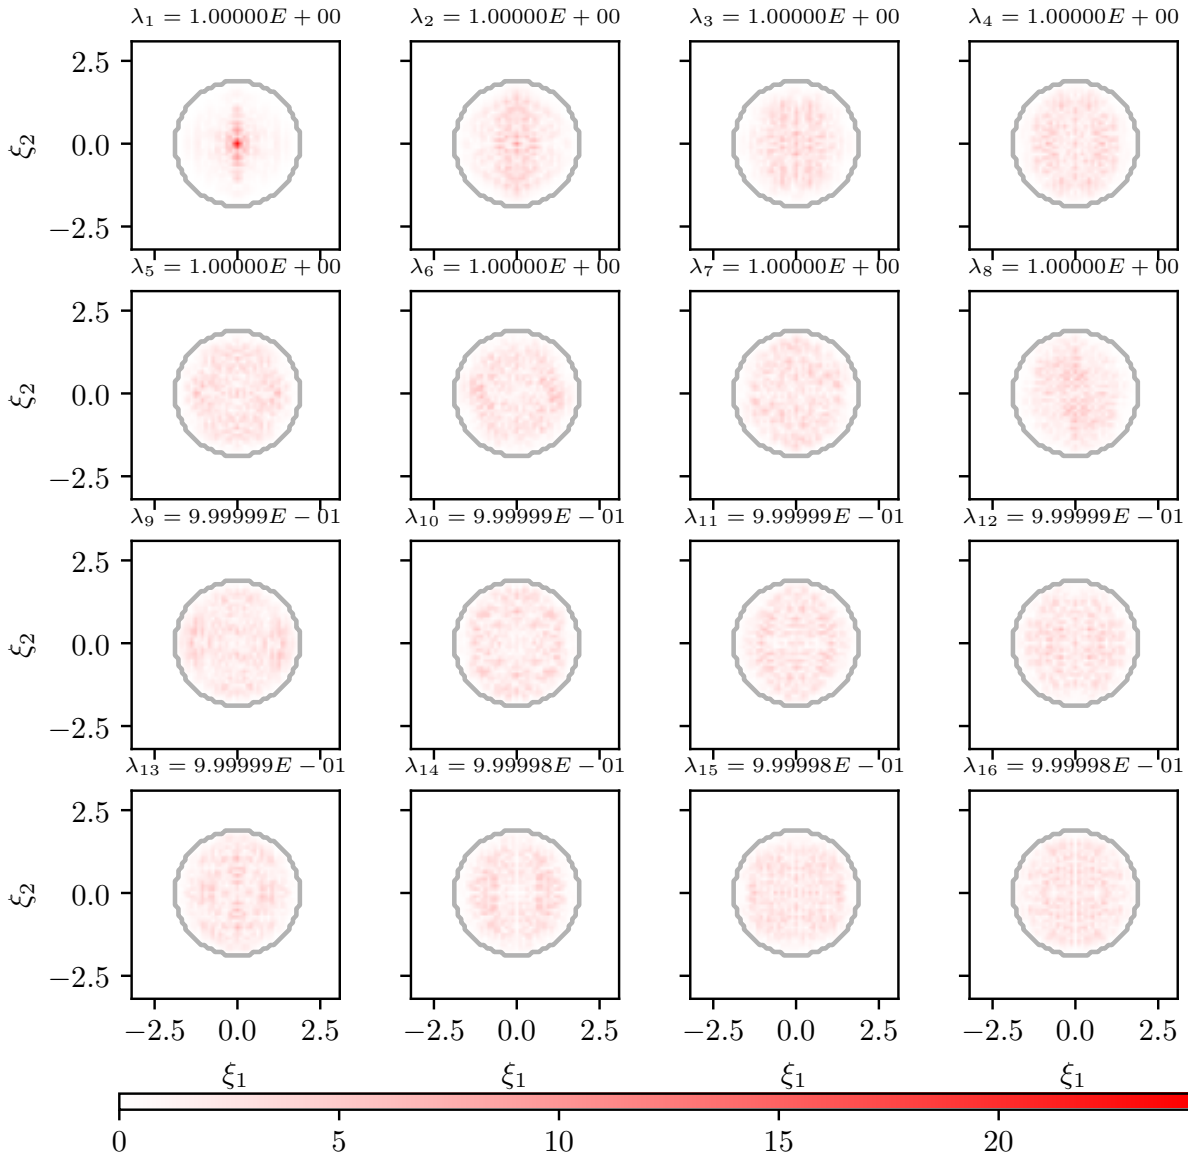 λ₁ = 1.00000E + 00 λ₂ = 1.00000E + 00 λ₃ = 1.00000E + 00 λ₄ = 1.00000E + 00
2.5
ξ₂ 0.0
−2.5
λ₅ = 1.00000E + 00 λ₆ = 1.00000E + 00 λ₇ = 1.00000E + 00 λ₈ = 1.00000E + 00
2.5
ξ₂ 0.0
−2.5
λ₉ = 9.99999E − 01 λ₁₀ = 9.99999E − 01 λ₁₁ = 9.99999E − 01 λ₁₂ = 9.99999E − 01
2.5
ξ₂ 0.0
−2.5
λ₁₃ = 9.99999E − 01 λ₁₄ = 9.99998E − 01 λ₁₅ = 9.99998E − 01 λ₁₆ = 9.99998E − 01
2.5
ξ₂ 0.0
−2.5
−2.5 0.0 2.5 −2.5 0.0 2.5 −2.5 0.0 2.5 −2.5 0.0 2.5
ξ₁ ξ₁ ξ₁ ξ₁
0 5 10 15 20